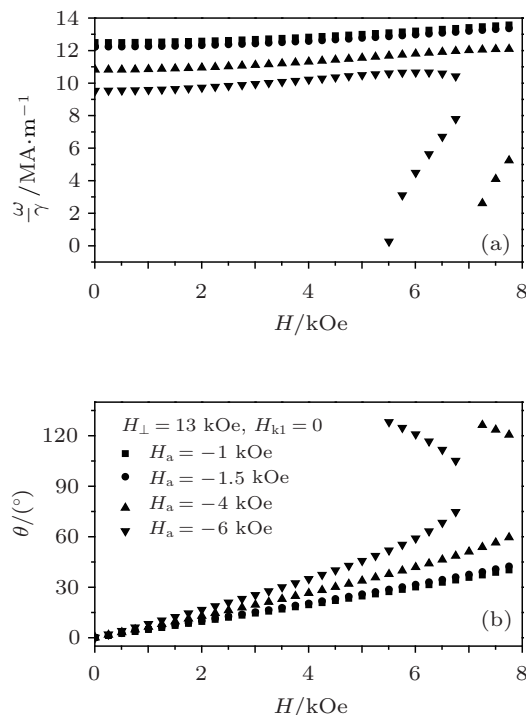 14
12
10
8
6
4
2
0
ω/γ /MA·m⁻¹
(a)
0 2 4 6 8
H/kOe
120
90
60
30
0
θ/(°)
H⊥ = 13 kOe, Hk1 = 0
Ha = −1 kOe
Ha = −1.5 kOe
Ha = −4 kOe
Ha = −6 kOe
(b)
0 2 4 6 8
H/kOe